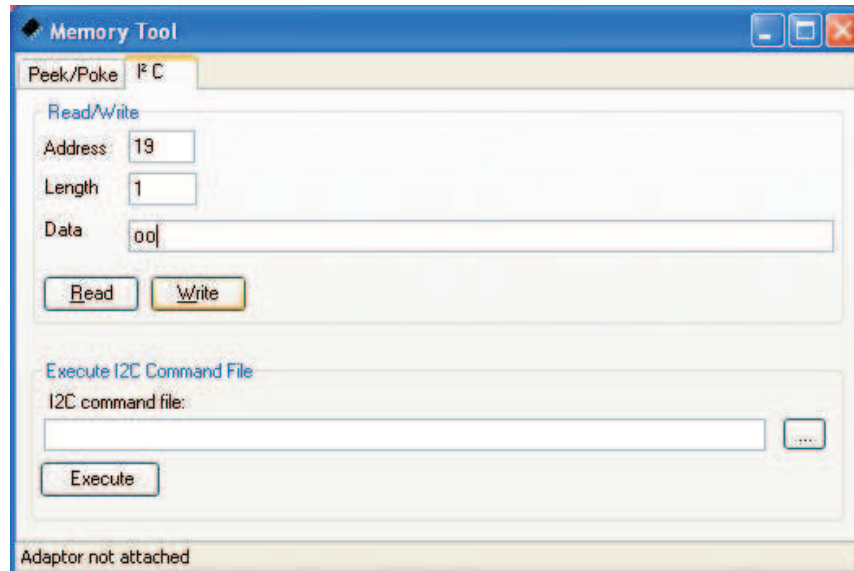 Memory Tool
Peek/Poke I²C
Read/Write
Address 19
Length 1
Data oo
Read Write
Execute I2C Command File
I2C command file:
....
Execute
Adaptor not attached